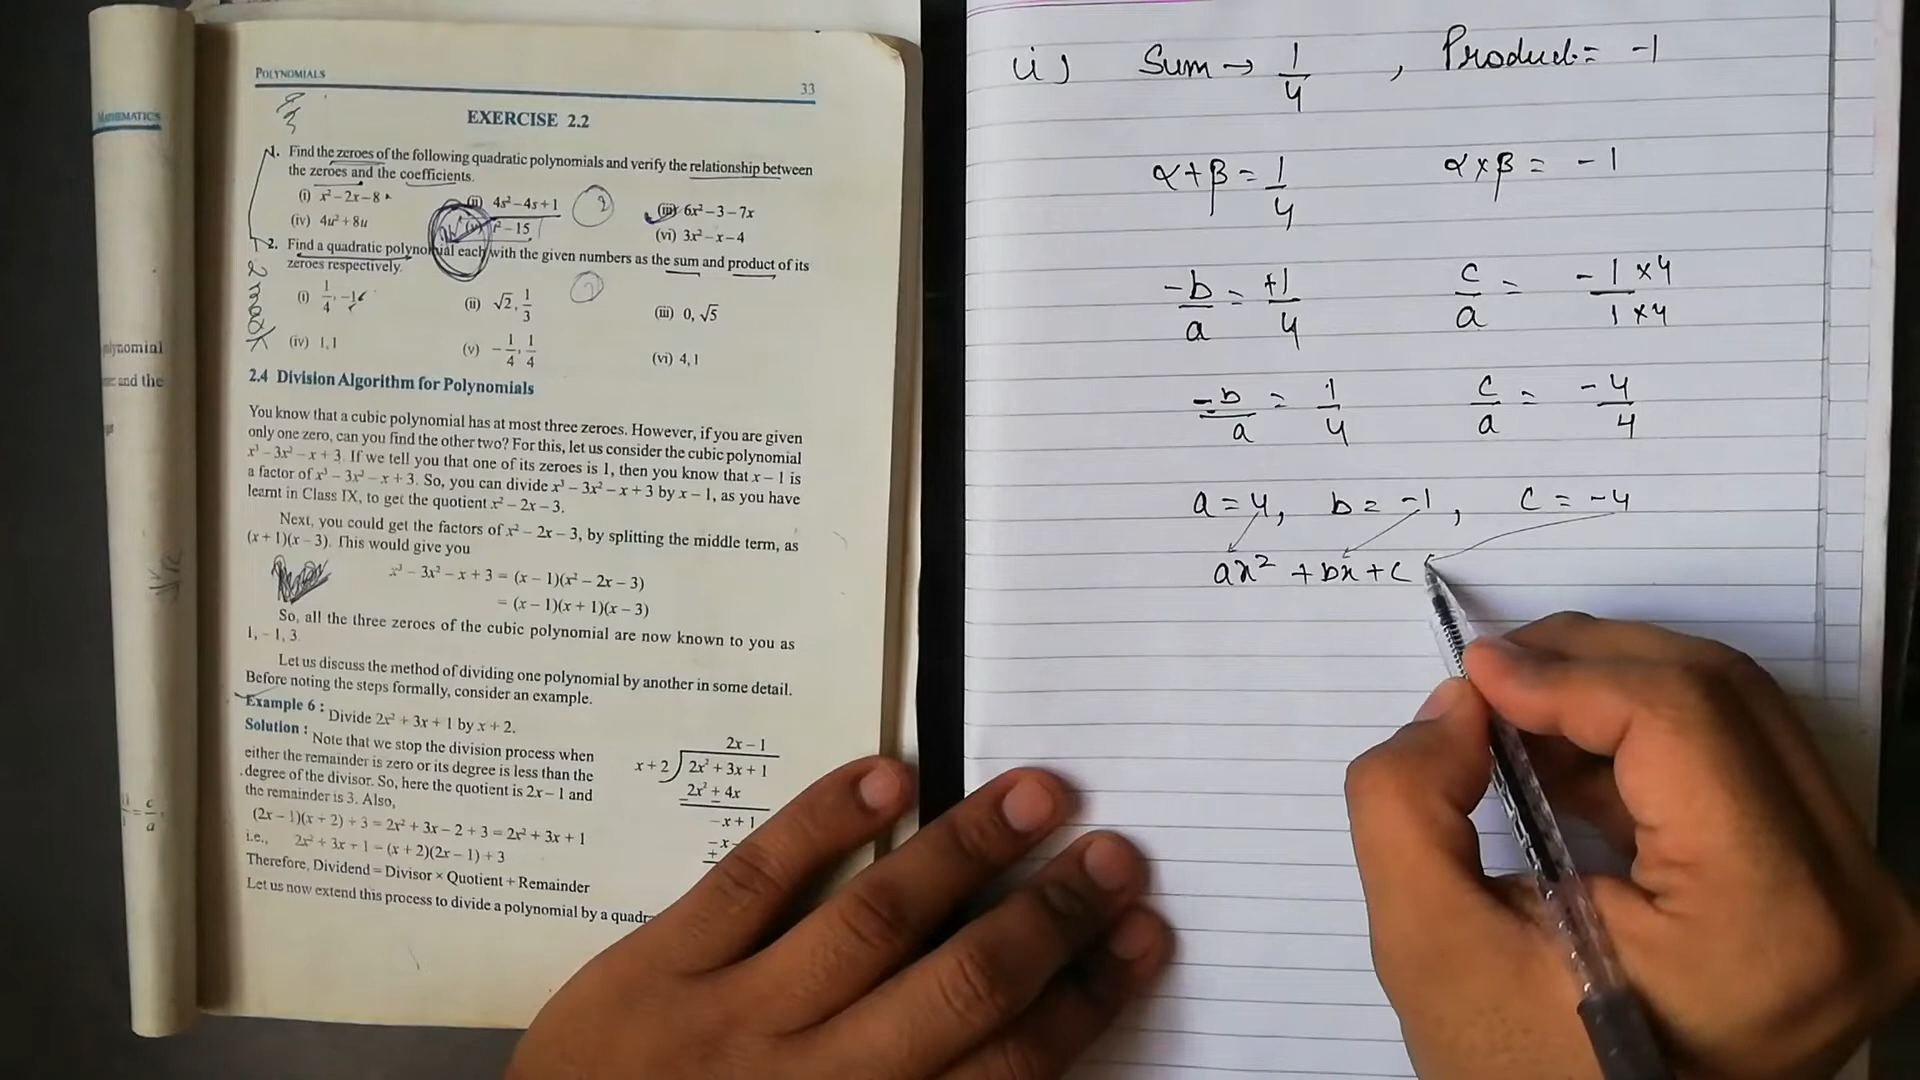 MATHEMATICS
polynomial
and the
c/a
POLYNOMIALS
33
EXERCISE 2.2
1. Find the zeroes of the following quadratic polynomials and verify the relationship between
the zeroes and the coefficients.
(i) x² – 2x – 8 (ii) 4s² – 4s + 1 (iii) 6x² – 3 – 7x
(iv) 4u² + 8u (v) t² – 15 (vi) 3x² – x – 4
2. Find a quadratic polynomial each with the given numbers as the sum and product of its
zeroes respectively.
(i) 1/4, –1 (ii) √2, 1/3 (iii) 0, √5
(iv) 1, 1 (v) – 1/4, 1/4 (vi) 4, 1
2.4 Division Algorithm for Polynomials
You know that a cubic polynomial has at most three zeroes. However, if you are given
only one zero, can you find the other two? For this, let us consider the cubic polynomial
x³ – 3x² – x + 3. If we tell you that one of its zeroes is 1, then you know that x – 1 is
a factor of x³ – 3x² – x + 3. So, you can divide x³ – 3x² – x + 3 by x – 1, as you have
learnt in Class IX, to get the quotient x² – 2x – 3.
Next, you could get the factors of x² – 2x – 3, by splitting the middle term, as
(x + 1)(x – 3). This would give you
x³ – 3x² – x + 3 = (x – 1)(x² – 2x – 3)
= (x – 1)(x + 1)(x – 3)
So, all the three zeroes of the cubic polynomial are now known to you as
1, – 1, 3.
Let us discuss the method of dividing one polynomial by another in some detail.
Before noting the steps formally, consider an example.
Example 6 : Divide 2x² + 3x + 1 by x + 2.
Solution : Note that we stop the division process when
either the remainder is zero or its degree is less than the
degree of the divisor. So, here the quotient is 2x – 1 and
the remainder is 3. Also,
(2x – 1)(x + 2) + 3 = 2x² + 3x – 2 + 3 = 2x² + 3x + 1
i.e., 2x² + 3x + 1 = (x + 2)(2x – 1) + 3
Therefore, Dividend = Divisor × Quotient + Remainder
Let us now extend this process to divide a polynomial by a quadr
2x – 1
x + 2 ) 2x² + 3x + 1
2x² + 4x
– x + 1
– x
+
i) Sum → 1/4 , Product = -1
α+β = 1/4 α×β = -1
-b/a = +1/4 c/a = -1×4/1×4
-b/a = 1/4 c/a = -4/4
a = 4, b = -1, c = -4
ax² + bx + c